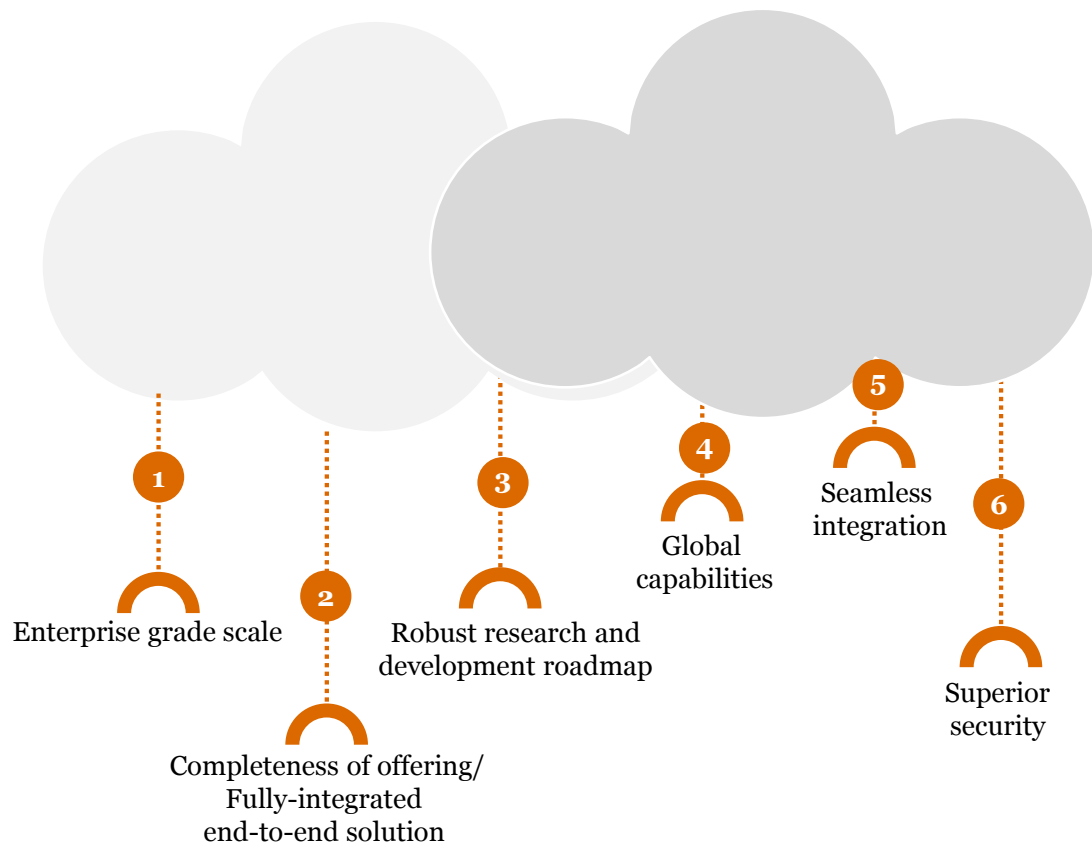 1
Enterprise grade scale
2
Completeness of offering/
Fully-integrated
end-to-end solution
3
Robust research and
development roadmap
4
Global
capabilities
5
Seamless
integration
6
Superior
security